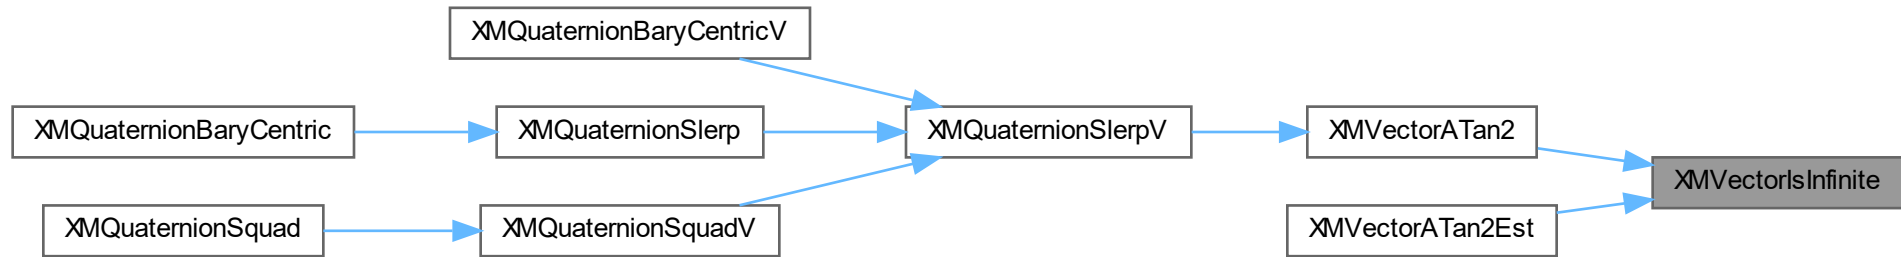 XMQuaternionBaryCentricV
XMQuaternionBaryCentric
XMQuaternionSlerp
XMQuaternionSlerpV
XMVectorATan2
XMVectorIsInfinite
XMQuaternionSquad
XMQuaternionSquadV
XMVectorATan2Est